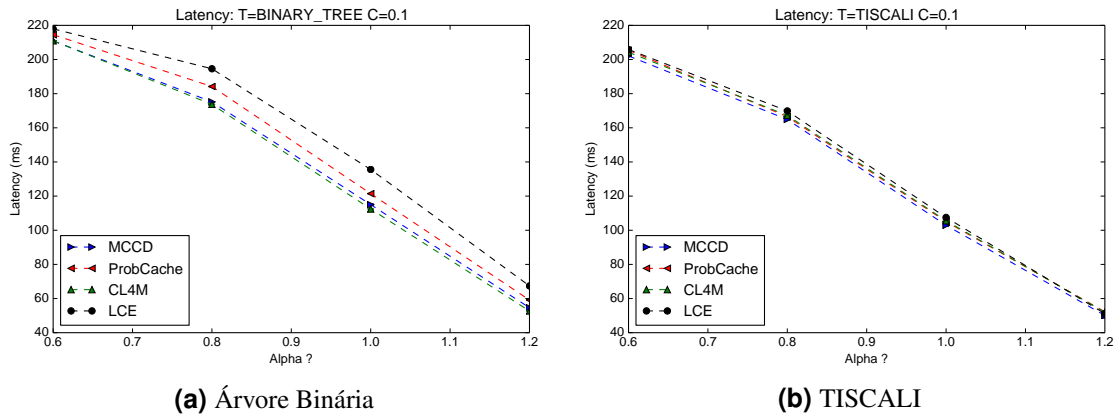 Latency: T=BINARY_TREE C=0.1
220
200
180
160
140
120
100
80
60
40
Latency (ms)
MCCD
ProbCache
CL4M
LCE
0.6 0.7 0.8 0.9 1.0 1.1 1.2
Alpha ?
(a) Árvore Binária
Latency: T=TISCALI C=0.1
220
200
180
160
140
120
100
80
60
40
Latency (ms)
MCCD
ProbCache
CL4M
LCE
0.6 0.7 0.8 0.9 1.0 1.1 1.2
Alpha ?
(b) TISCALI